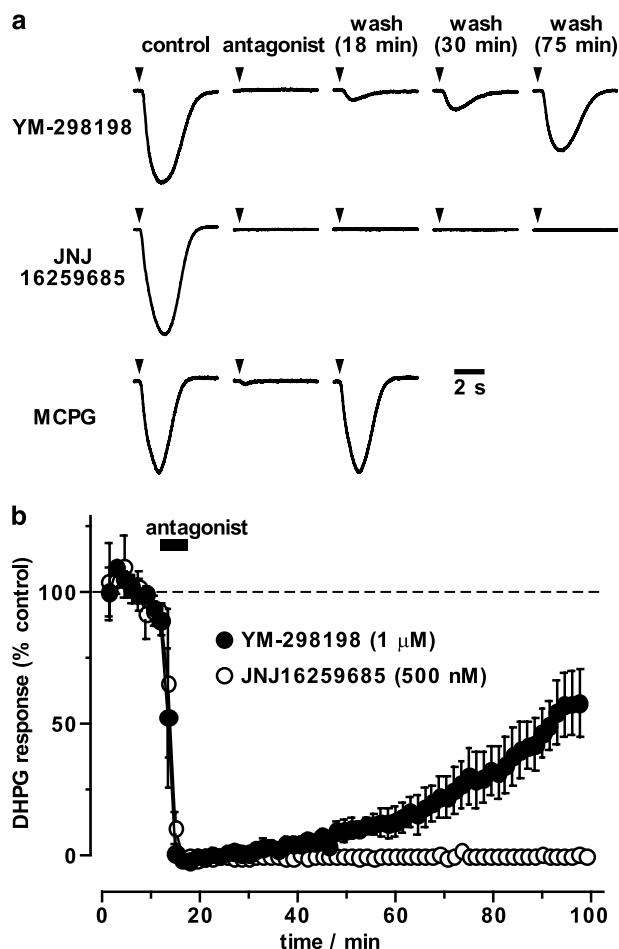 a
control antagonist wash (18 min) wash (30 min) wash (75 min)
YM-298198
JNJ
16259685
MCPG
2 s
b
antagonist
DHPG response (% control)
100
50
0
YM-298198 (1 μM)
JNJ16259685 (500 nM)
0 20 40 60 80 100
time / min